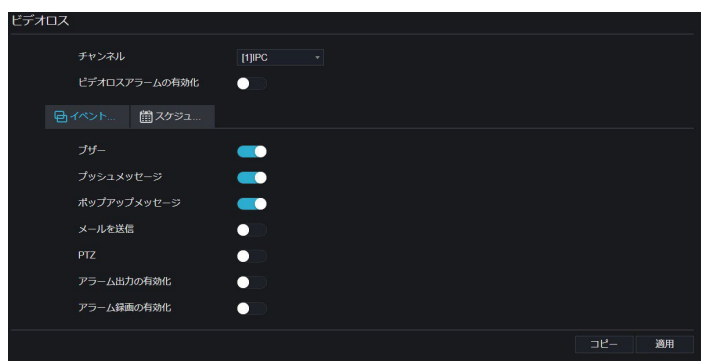 ビデオロス
チャンネル [1]IPC
ビデオロスアラームの有効化
イベント... スケジュ...
ブザー
プッシュメッセージ
ポップアップメッセージ
メールを送信
PTZ
アラーム出力の有効化
アラーム録画の有効化
コピー 適用